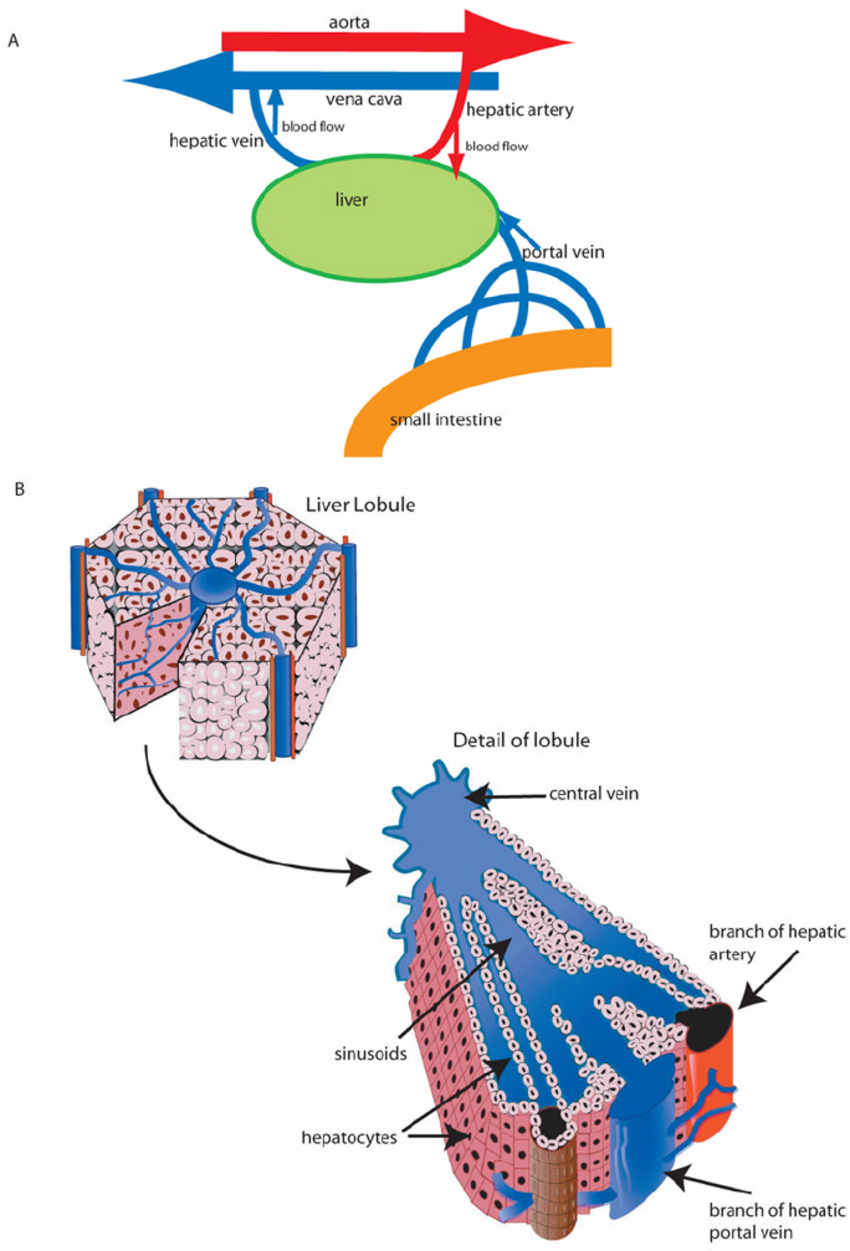 A
aorta
vena cava
hepatic artery
blood flow
hepatic vein
blood flow
liver
portal vein
small intestine
B
Liver Lobule
Detail of lobule
central vein
branch of hepatic
artery
sinusoids
hepatocytes
branch of hepatic
portal vein